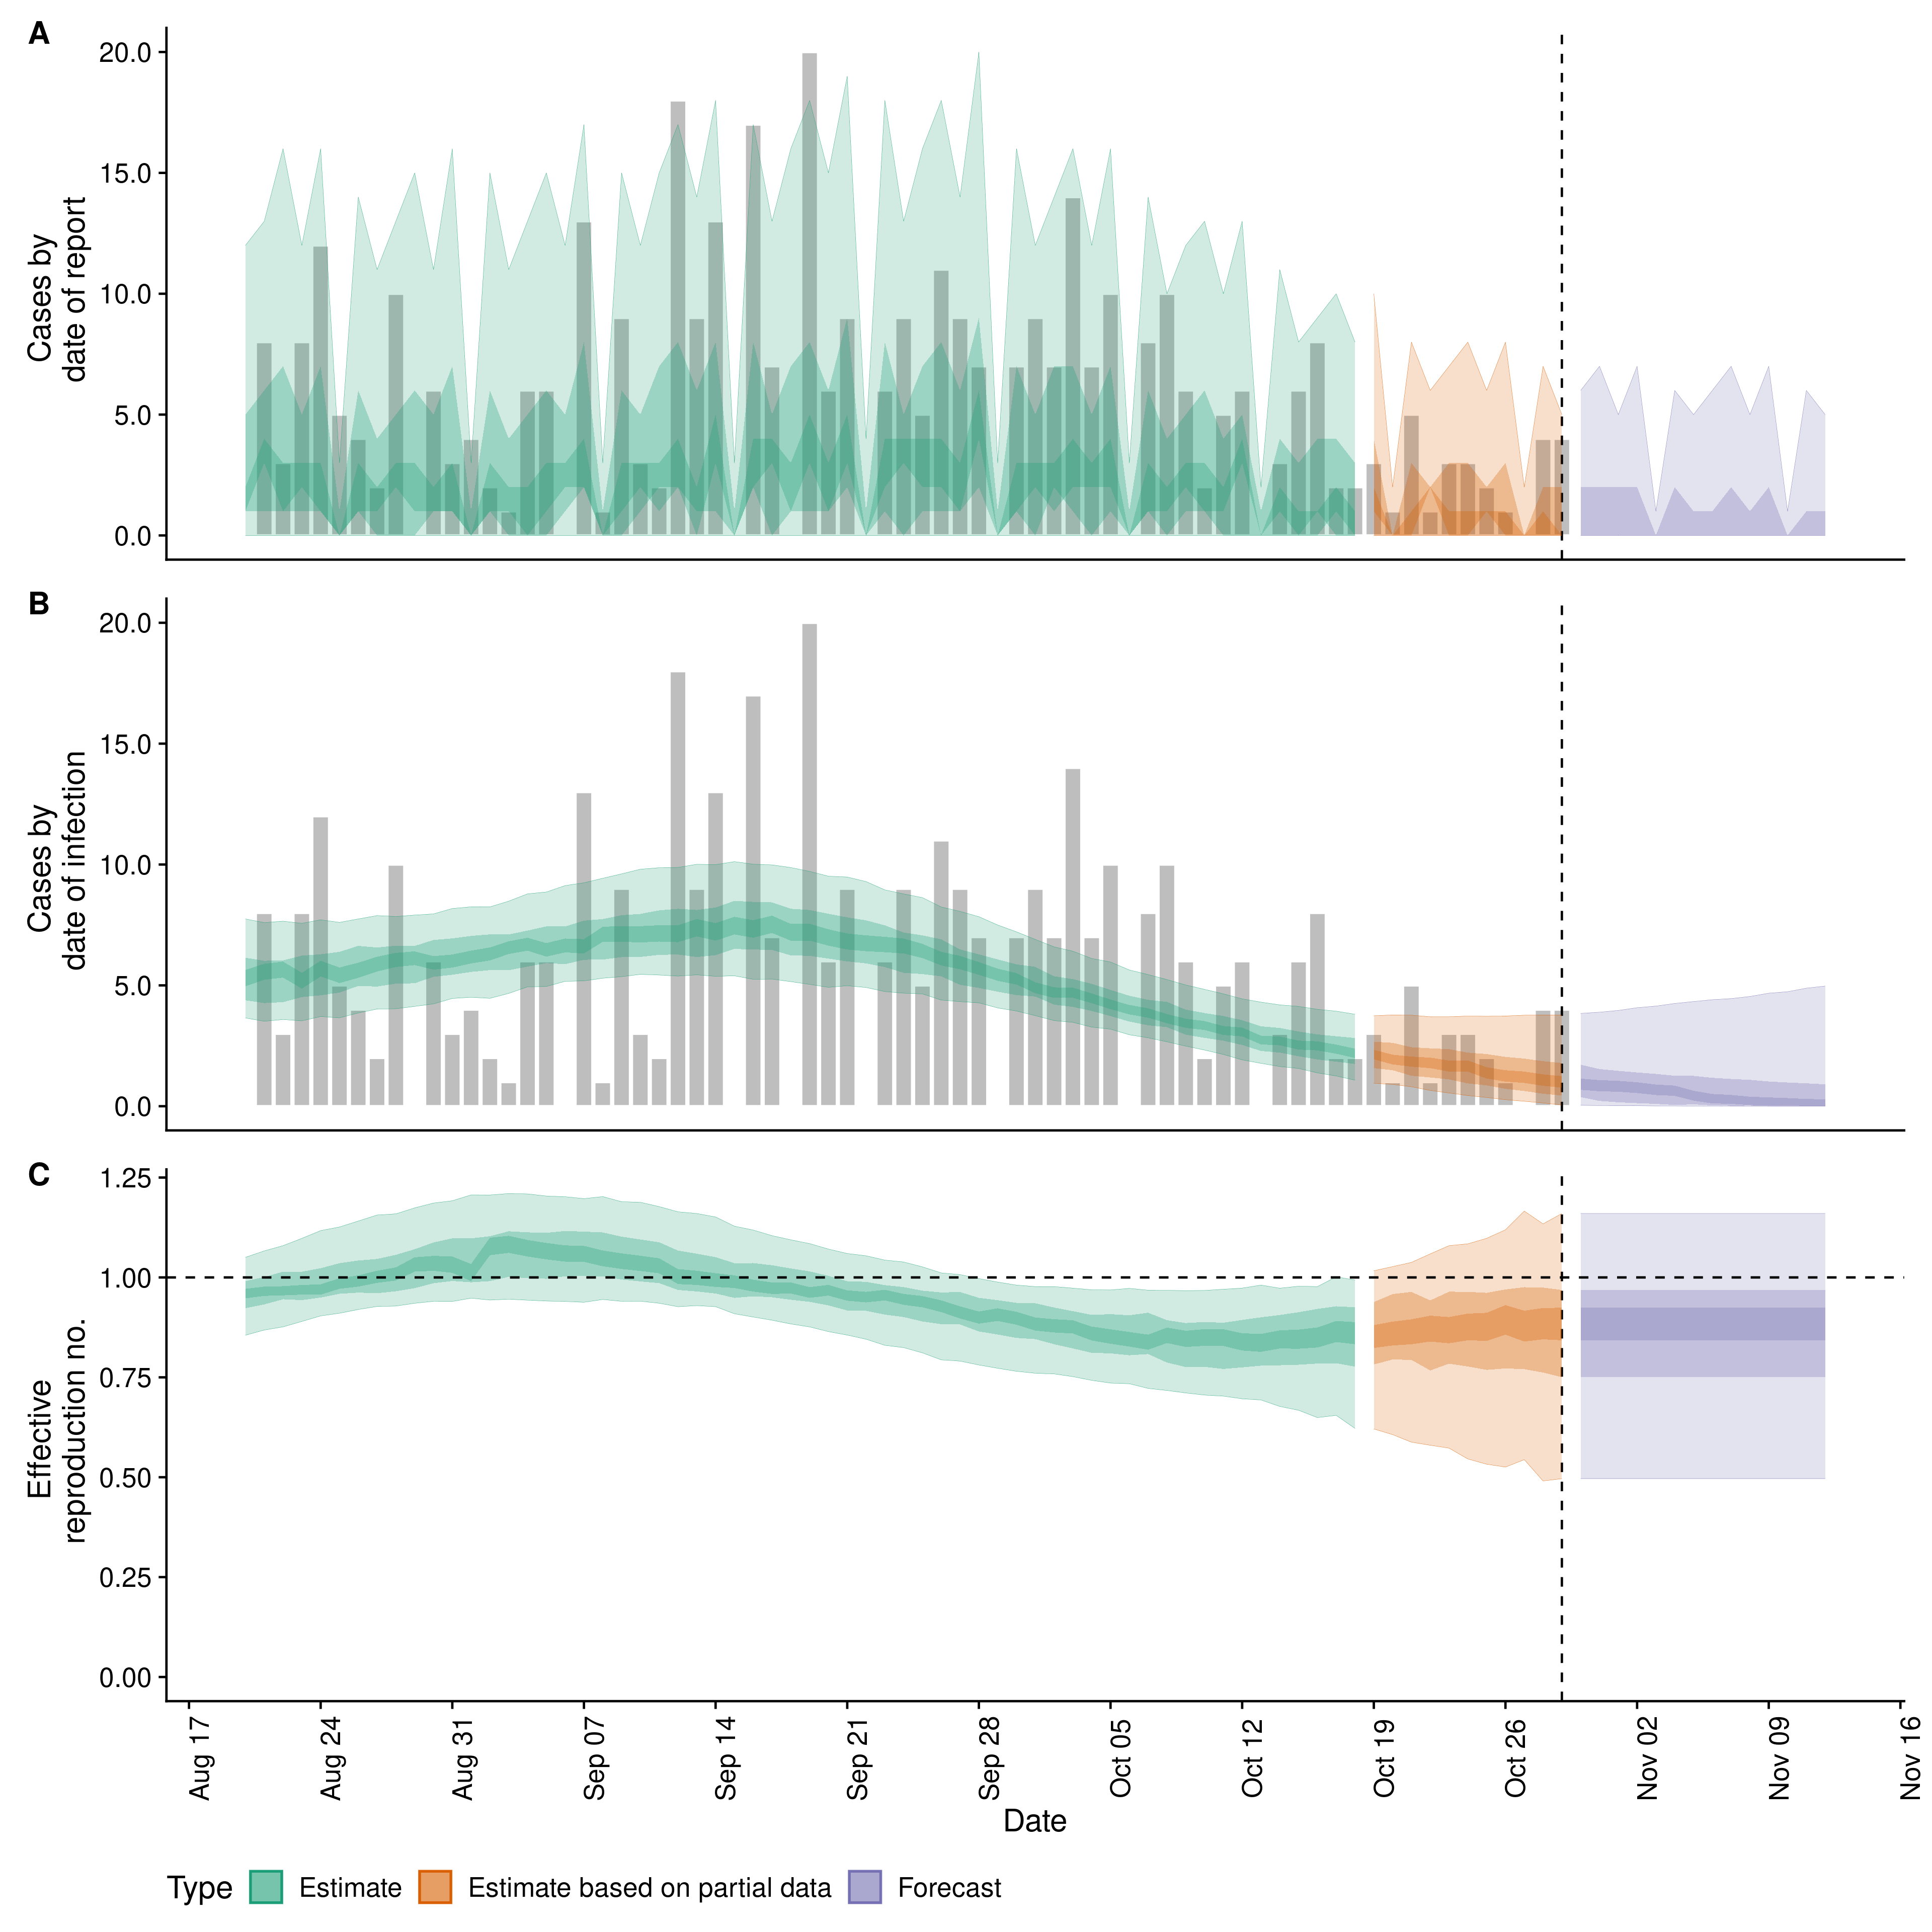 A
20.0
15.0
10.0
5.0
0.0
Cases by
date of report
B
20.0
15.0
10.0
5.0
0.0
Cases by
date of infection
C
1.25
1.00
0.75
0.50
0.25
0.00
Effective
reproduction no.
Aug 17
Aug 24
Aug 31
Sep 07
Sep 14
Sep 21
Sep 28
Oct 05
Oct 12
Oct 19
Oct 26
Nov 02
Nov 09
Nov 16
Date
Type Estimate Estimate based on partial data Forecast